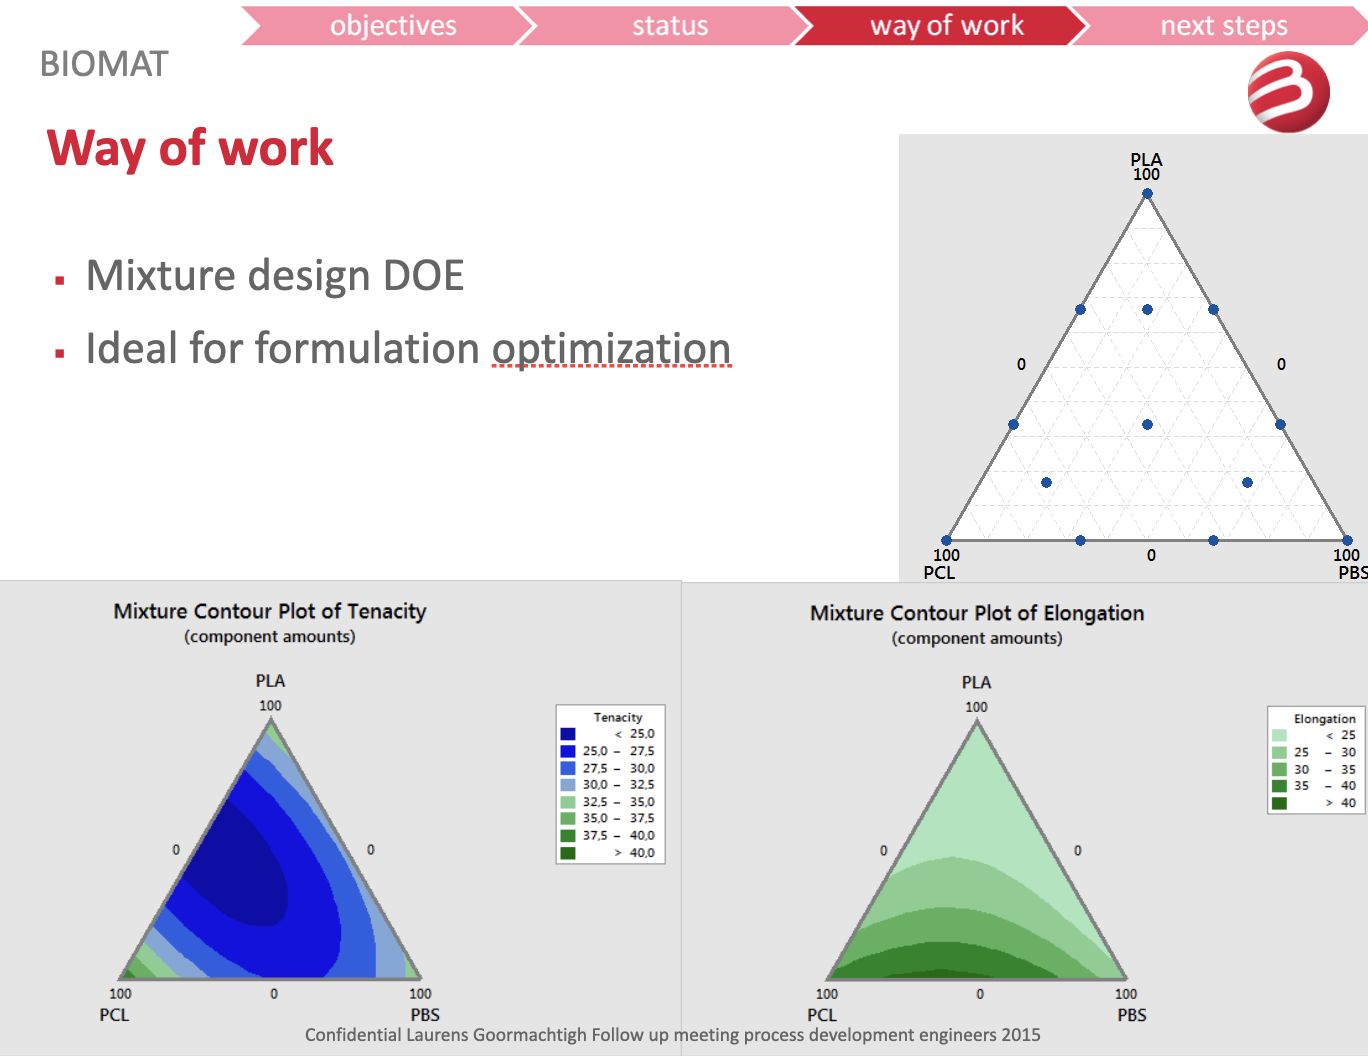 objectives
status
way of work
next steps
BIOMAT
Way of work
Mixture design DOE
Ideal for formulation optimization
PLA
100
0
0
100
0
100
PCL
PBS
Mixture Contour Plot of Tenacity
(component amounts)
PLA
100
0
0
100
0
100
PCL
PBS
Tenacity
< 25,0
25,0 – 27,5
27,5 – 30,0
30,0 – 32,5
32,5 – 35,0
35,0 – 37,5
37,5 – 40,0
> 40,0
Mixture Contour Plot of Elongation
(component amounts)
PLA
100
0
0
100
0
100
PCL
PBS
Elongation
< 25
25 – 30
30 – 35
35 – 40
> 40
Confidential Laurens Goormachtigh Follow up meeting process development engineers 2015